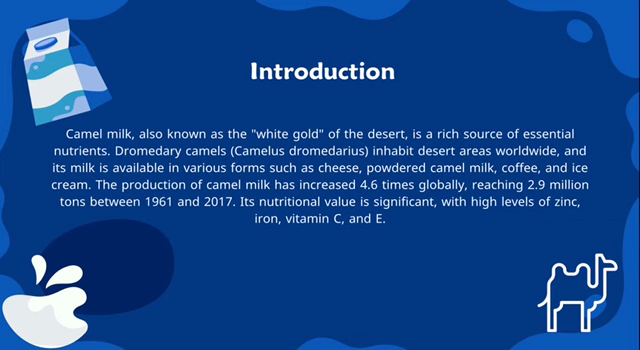 Introduction
Camel milk, also known as the "white gold" of the desert, is a rich source of essential
nutrients. Dromedary camels (Camelus dromedarius) inhabit desert areas worldwide, and
its milk is available in various forms such as cheese, powdered camel milk, coffee, and ice
cream. The production of camel milk has increased 4.6 times globally, reaching 2.9 million
tons between 1961 and 2017. Its nutritional value is significant, with high levels of zinc,
iron, vitamin C, and E.